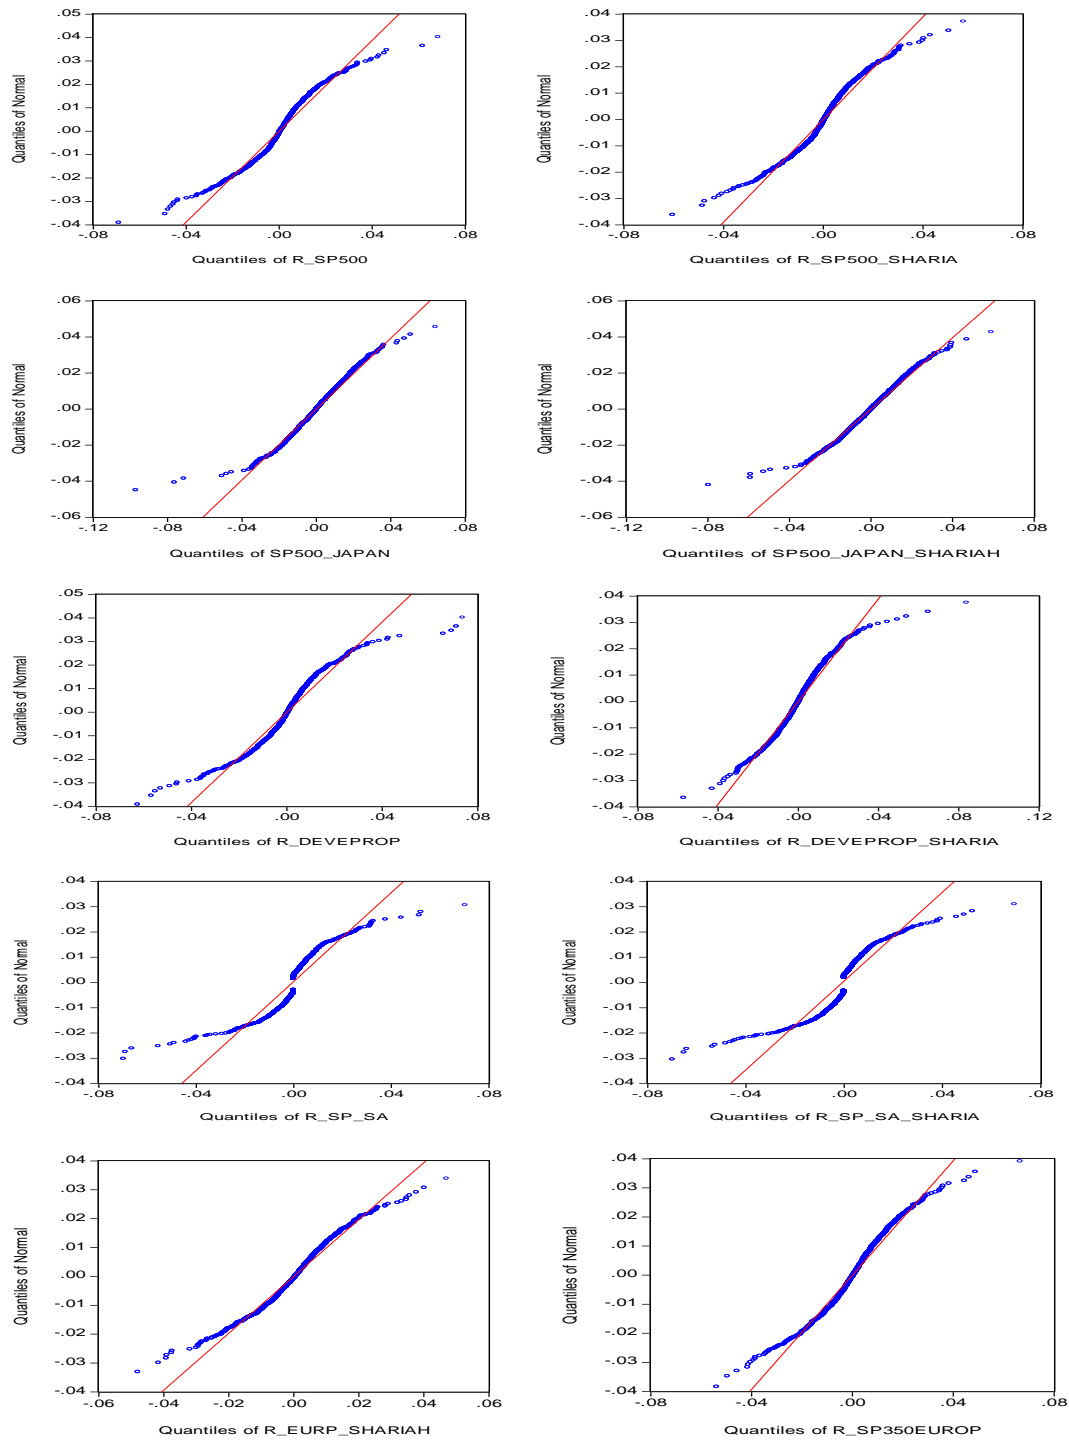 .05
.04
.03
.02
.01
.00
-.01
-.02
-.03
-.04
-.08 -.04 .00 .04 .08
Quantiles of Normal
Quantiles of R_SP500
.04
.03
.02
.01
.00
-.01
-.02
-.03
-.04
-.08 -.04 .00 .04 .08
Quantiles of Normal
Quantiles of R_SP500_SHARIA
.06
.04
.02
.00
-.02
-.04
-.06
-.12 -.08 -.04 .00 .04 .08
Quantiles of Normal
Quantiles of SP500_JAPAN
.06
.04
.02
.00
-.02
-.04
-.06
-.12 -.08 -.04 .00 .04 .08
Quantiles of Normal
Quantiles of SP500_JAPAN_SHARIAH
.05
.04
.03
.02
.01
.00
-.01
-.02
-.03
-.04
-.08 -.04 .00 .04 .08
Quantiles of Normal
Quantiles of R_DEVEPROP
.04
.03
.02
.01
.00
-.01
-.02
-.03
-.04
-.08 -.04 .00 .04 .08 .12
Quantiles of Normal
Quantiles of R_DEVEPROP_SHARIA
.04
.03
.02
.01
.00
-.01
-.02
-.03
-.04
-.08 -.04 .00 .04 .08
Quantiles of Normal
Quantiles of R_SP_SA
.04
.03
.02
.01
.00
-.01
-.02
-.03
-.04
-.08 -.04 .00 .04 .08
Quantiles of Normal
Quantiles of R_SP_SA_SHARIA
.04
.03
.02
.01
.00
-.01
-.02
-.03
-.04
-.06 -.04 -.02 .00 .02 .04 .06
Quantiles of Normal
Quantiles of R_EURP_SHARIAH
.04
.03
.02
.01
.00
-.01
-.02
-.03
-.04
-.08 -.04 .00 .04 .08
Quantiles of Normal
Quantiles of R_SP350EUROP